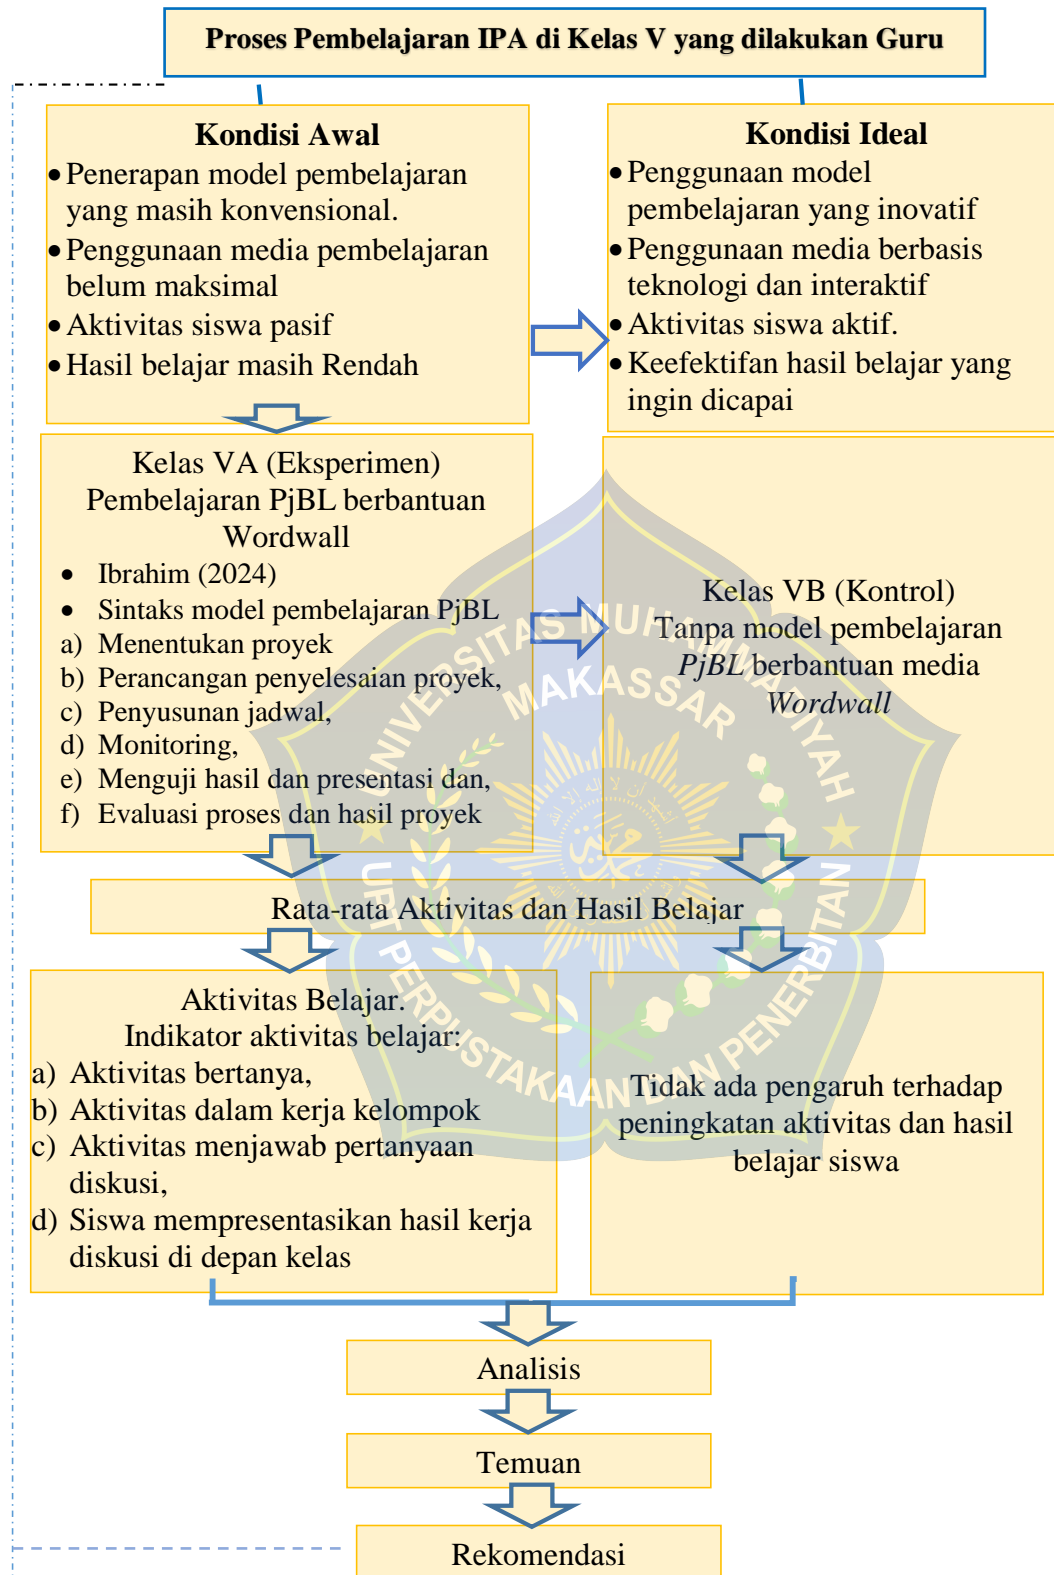 Proses Pembelajaran IPA di Kelas V yang dilakukan Guru
Kondisi Awal
• Penerapan model pembelajaran
yang masih konvensional.
• Penggunaan media pembelajaran
belum maksimal
• Aktivitas siswa pasif
• Hasil belajar masih Rendah
Kondisi Ideal
• Penggunaan model
pembelajaran yang inovatif
• Penggunaan media berbasis
teknologi dan interaktif
• Aktivitas siswa aktif.
• Keefektifan hasil belajar yang
ingin dicapai
Kelas VA (Eksperimen)
Pembelajaran PjBL berbantuan
Wordwall
• Ibrahim (2024)
• Sintaks model pembelajaran PjBL
a) Menentukan proyek
b) Perancangan penyelesaian proyek,
c) Penyusunan jadwal,
d) Monitoring,
e) Menguji hasil dan presentasi dan,
f) Evaluasi proses dan hasil proyek
Kelas VB (Kontrol)
Tanpa model pembelajaran
PjBL berbantuan media
Wordwall
Rata-rata Aktivitas dan Hasil Belajar
Aktivitas Belajar.
Indikator aktivitas belajar:
a) Aktivitas bertanya,
b) Aktivitas dalam kerja kelompok
c) Aktivitas menjawab pertanyaan
diskusi,
d) Siswa mempresentasikan hasil kerja
diskusi di depan kelas
Tidak ada pengaruh terhadap
peningkatan aktivitas dan hasil
belajar siswa
Analisis
Temuan
Rekomendasi
UNIVERSITAS MUHAMMADIYAH
MAKASSAR
UPT PERPUSTAKAAN DAN PENERBITAN